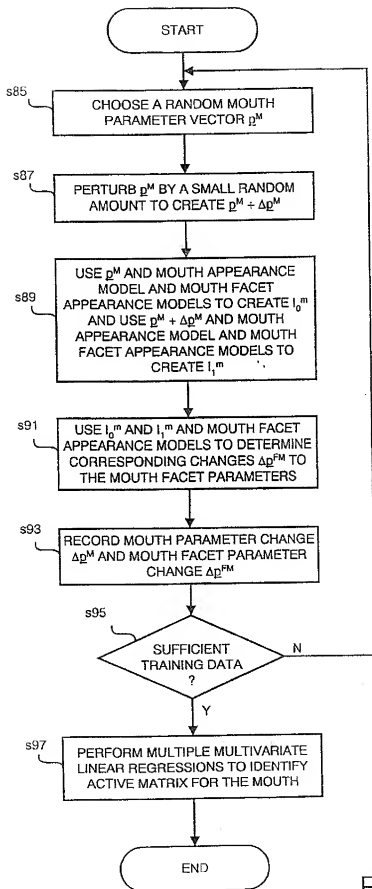 START
s85
CHOOSE A RANDOM MOUTH
PARAMETER VECTOR p^M
s87
PERTURB p^M BY A SMALL RANDOM
AMOUNT TO CREATE p^M + Δp^M
s89
USE p^M AND MOUTH APPEARANCE
MODEL AND MOUTH FACET
APPEARANCE MODELS TO CREATE I₀^m
AND USE p^M + Δp^M AND MOUTH
APPEARANCE MODEL AND MOUTH
FACET APPEARANCE MODELS TO
CREATE I₁^m
s91
USE I₀^m AND I₁^m AND MOUTH FACET
APPEARANCE MODELS TO DETERMINE
CORRESPONDING CHANGES Δp^FM TO
THE MOUTH FACET PARAMETERS
s93
RECORD MOUTH PARAMETER CHANGE
Δp^M AND MOUTH FACET PARAMETER
CHANGE Δp^FM
s95
SUFFICIENT
TRAINING DATA
?
N
Y
s97
PERFORM MULTIPLE MULTIVARIATE
LINEAR REGRESSIONS TO IDENTIFY
ACTIVE MATRIX FOR THE MOUTH
END